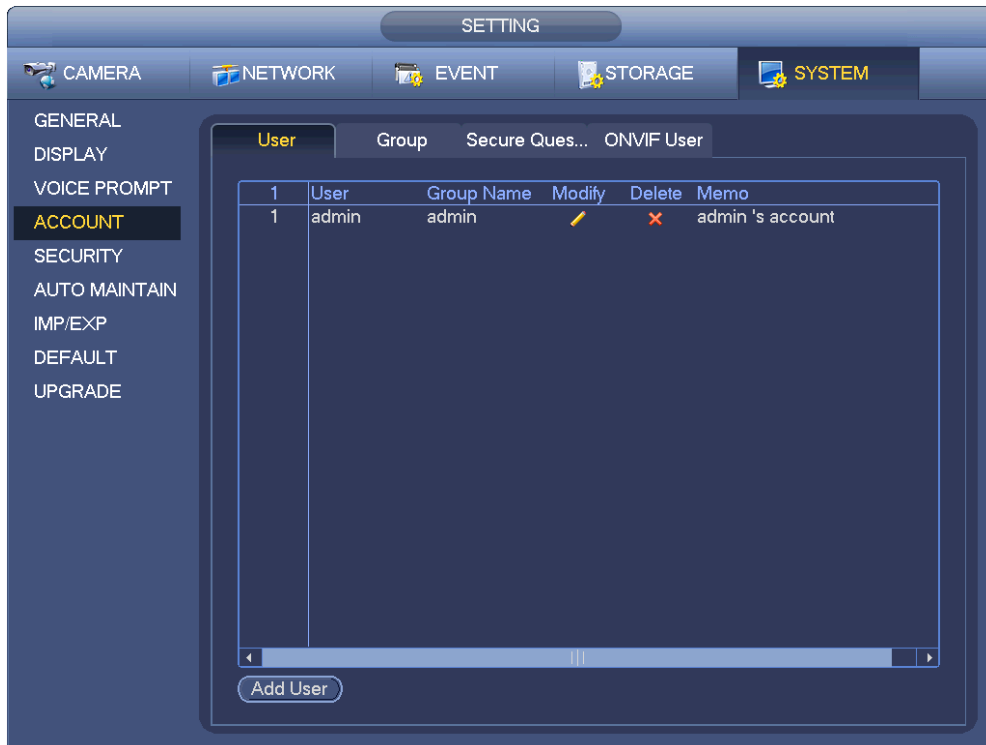 SETTING
CAMERA NETWORK EVENT STORAGE SYSTEM
GENERAL
DISPLAY
VOICE PROMPT
ACCOUNT
SECURITY
AUTO MAINTAIN
IMP/EXP
DEFAULT
UPGRADE
User Group Secure Ques... ONVIF User
1 User Group Name Modify Delete Memo
1 admin admin admin 's account
Add User